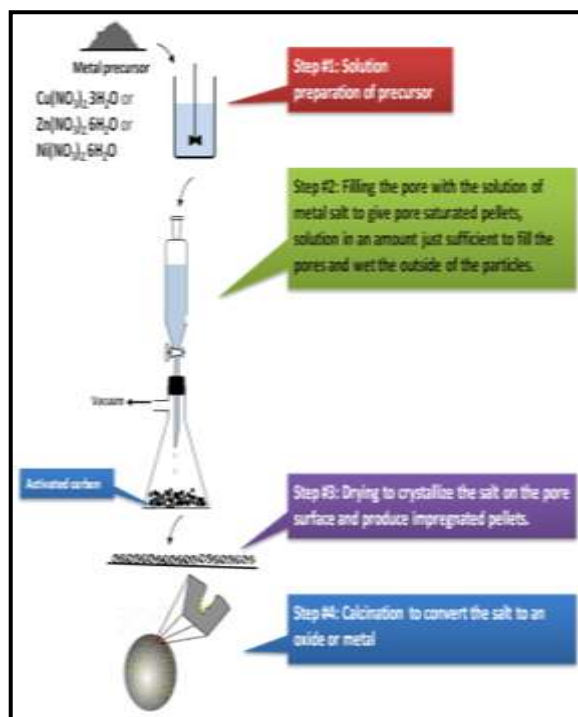 Metal precursor
Cu(NO₃)₂ 3H₂O or
Zn(NO₃)₂ 6H₂O or
Ni(NO₃)₂ 6H₂O
Step #1: Solution
preparation of precursor
Step #2: Filling the pore with the solution of
metal salt to give pore saturated pellets,
solution in an amount just sufficient to fill the
pores and wet the outside of the particles.
Vacuum
Activated carbon
Step #3: Drying to crystallize the salt on the pore
surface and produce impregnated pellets.
Step #4: Calcination to convert the salt to an
oxide or metal